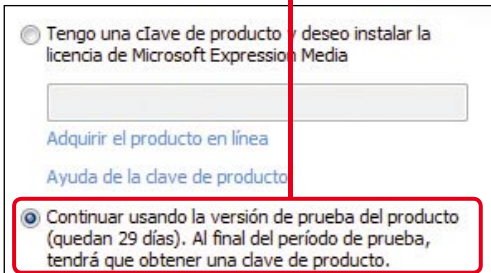 Tengo una clave de producto y deseo instalar la
licencia de Microsoft Expression Media
Adquirir el producto en línea
Ayuda de la clave de producto
Continuar usando la versión de prueba del producto
(quedan 29 días). Al final del período de prueba,
tendrá que obtener una clave de producto.